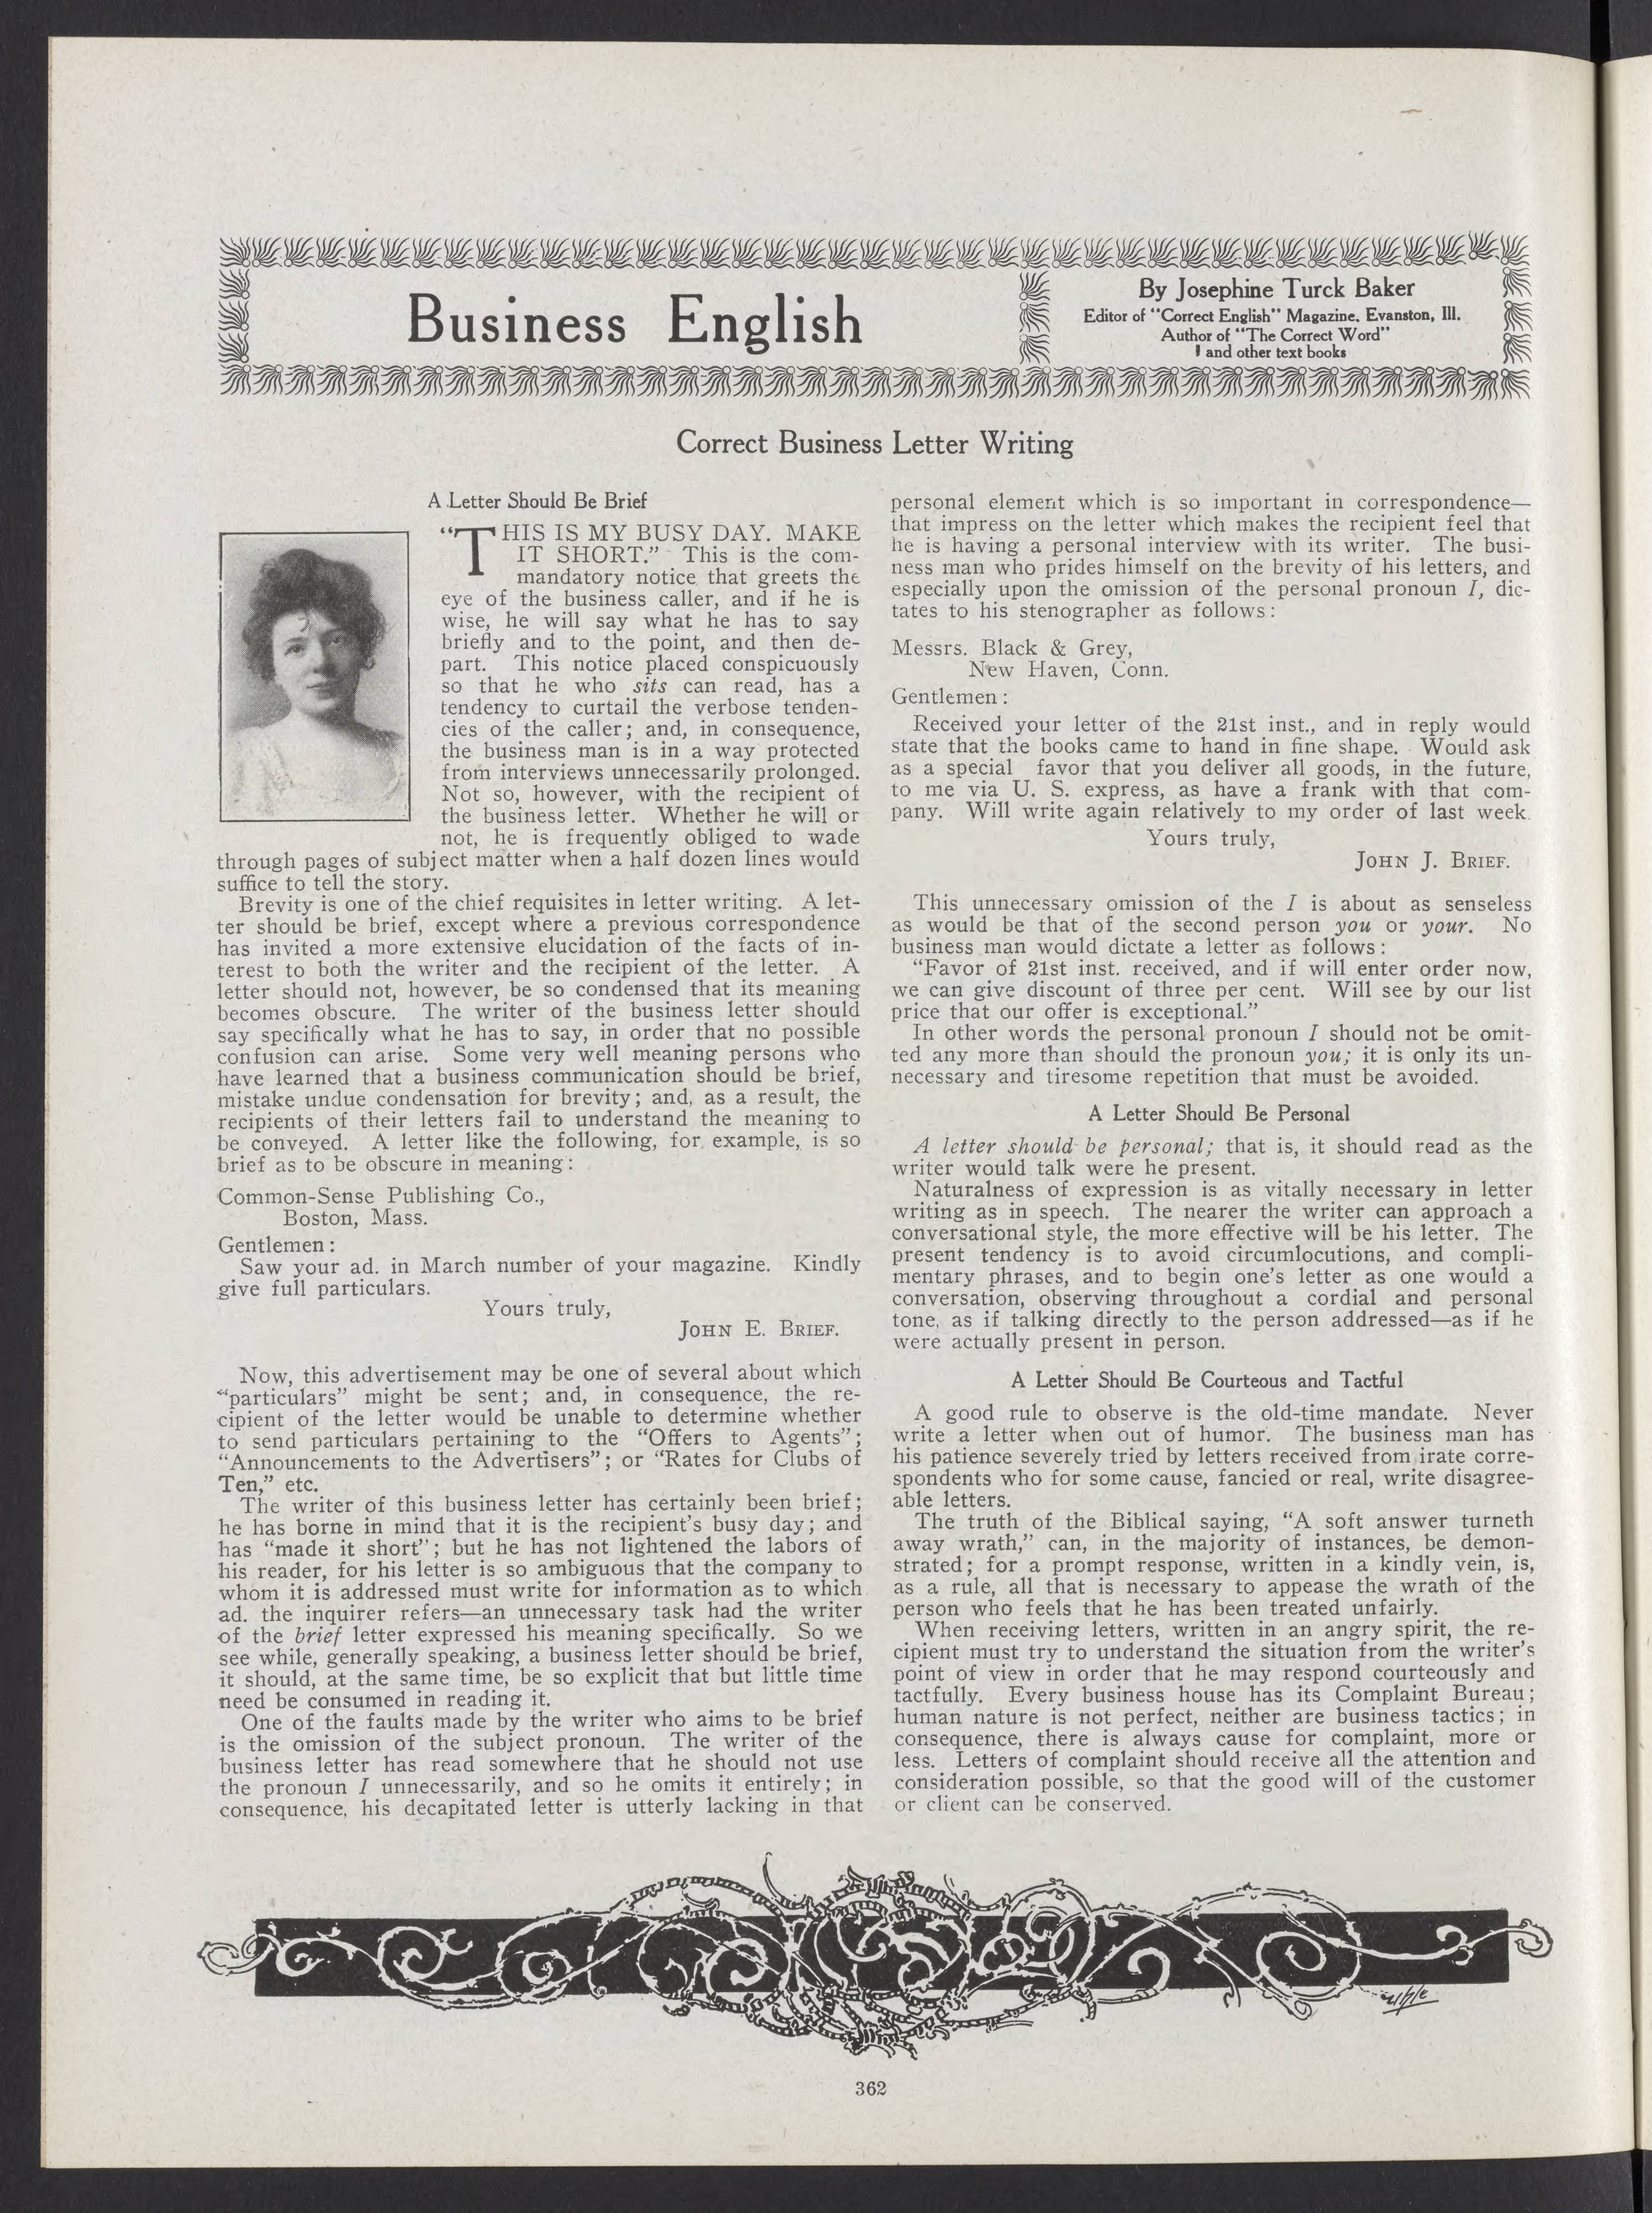 Business English
By Josephine Turck Baker
Editor of "Correct English" Magazine, Evanston, Ill.
Author of "The Correct Word"
and other text books
Correct Business Letter Writing
A Letter Should Be Brief
"THIS IS MY BUSY DAY. MAKE
IT SHORT." This is the com-
mandatory notice that greets the
eye of the business caller, and if he is
wise, he will say what he has to say
briefly and to the point, and then de-
part. This notice placed conspicuously
so that he who sits can read, has a
tendency to curtail the verbose tenden-
cies of the caller; and, in consequence,
the business man is in a way protected
from interviews unnecessarily prolonged.
Not so, however, with the recipient of
the business letter. Whether he will or
not, he is frequently obliged to wade
through pages of subject matter when a half dozen lines would
suffice to tell the story.
Brevity is one of the chief requisites in letter writing. A let-
ter should be brief, except where a previous correspondence
has invited a more extensive elucidation of the facts of in-
terest to both the writer and the recipient of the letter. A
letter should not, however, be so condensed that its meaning
becomes obscure. The writer of the business letter should
say specifically what he has to say, in order that no possible
confusion can arise. Some very well meaning persons who
have learned that a business communication should be brief,
mistake undue condensation for brevity; and, as a result, the
recipients of their letters fail to understand the meaning to
be conveyed. A letter like the following, for example, is so
brief as to be obscure in meaning:
Common-Sense Publishing Co.,
Boston, Mass.
Gentlemen:
Saw your ad. in March number of your magazine. Kindly
give full particulars.
Yours truly,
JOHN E. BRIEF.
Now, this advertisement may be one of several about which
"particulars" might be sent; and, in consequence, the re-
cipient of the letter would be unable to determine whether
to send particulars pertaining to the "Offers to Agents";
"Announcements to the Advertisers"; or "Rates for Clubs of
Ten," etc.
The writer of this business letter has certainly been brief;
he has borne in mind that it is the recipient's busy day; and
has "made it short"; but he has not lightened the labors of
his reader, for his letter is so ambiguous that the company to
whom it is addressed must write for information as to which
ad. the inquirer refers—an unnecessary task had the writer
of the brief letter expressed his meaning specifically. So we
see while, generally speaking, a business letter should be brief,
it should, at the same time, be so explicit that but little time
need be consumed in reading it.
One of the faults made by the writer who aims to be brief
is the omission of the subject pronoun. The writer of the
business letter has read somewhere that he should not use
the pronoun I unnecessarily, and so he omits it entirely; in
consequence, his decapitated letter is utterly lacking in that
personal element which is so important in correspondence—
that impress on the letter which makes the recipient feel that
he is having a personal interview with its writer. The busi-
ness man who prides himself on the brevity of his letters, and
especially upon the omission of the personal pronoun I, dic-
tates to his stenographer as follows:
Messrs. Black & Grey,
New Haven, Conn.
Gentlemen:
Received your letter of the 21st inst., and in reply would
state that the books came to hand in fine shape. Would ask
as a special favor that you deliver all goods, in the future,
to me via U. S. express, as have a frank with that com-
pany. Will write again relatively to my order of last week.
Yours truly,
JOHN J. BRIEF.
This unnecessary omission of the I is about as senseless
as would be that of the second person you or your. No
business man would dictate a letter as follows:
"Favor of 21st inst. received, and if will enter order now,
we can give discount of three per cent. Will see by our list
price that our offer is exceptional."
In other words the personal pronoun I should not be omit-
ted any more than should the pronoun you; it is only its un-
necessary and tiresome repetition that must be avoided.
A Letter Should Be Personal
A letter should be personal; that is, it should read as the
writer would talk were he present.
Naturalness of expression is as vitally necessary in letter
writing as in speech. The nearer the writer can approach a
conversational style, the more effective will be his letter. The
present tendency is to avoid circumlocutions, and compli-
mentary phrases, and to begin one's letter as one would a
conversation, observing throughout a cordial and personal
tone, as if talking directly to the person addressed—as if he
were actually present in person.
A Letter Should Be Courteous and Tactful
A good rule to observe is the old-time mandate. Never
write a letter when out of humor. The business man has
his patience severely tried by letters received from irate corre-
spondents who for some cause, fancied or real, write disagree-
able letters.
The truth of the Biblical saying, "A soft answer turneth
away wrath," can, in the majority of instances, be demon-
strated; for a prompt response, written in a kindly vein, is,
as a rule, all that is necessary to appease the wrath of the
person who feels that he has been treated unfairly.
When receiving letters, written in an angry spirit, the re-
cipient must try to understand the situation from the writer's
point of view in order that he may respond courteously and
tactfully. Every business house has its Complaint Bureau;
human nature is not perfect, neither are business tactics; in
consequence, there is always cause for complaint, more or
less. Letters of complaint should receive all the attention and
consideration possible, so that the good will of the customer
or client can be conserved.
362